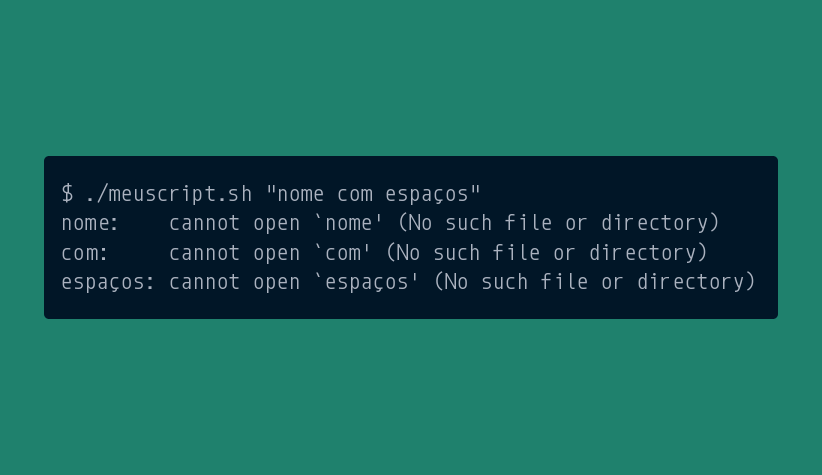 $ ./meuscript.sh "nome com espaços"
nome:    cannot open `nome' (No such file or directory)
com:     cannot open `com' (No such file or directory)
espaços: cannot open `espaços' (No such file or directory)